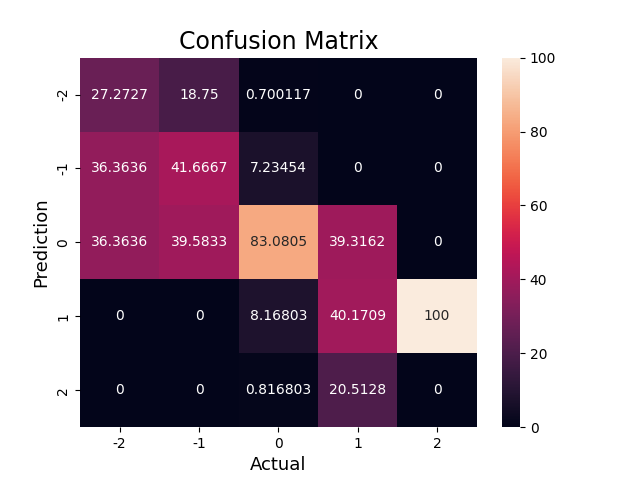 Confusion Matrix
-2 27.2727 18.75 0.700117 0 0
-1 36.3636 41.6667 7.23454 0 0
0 36.3636 39.5833 83.0805 39.3162 0
1 0 0 8.16803 40.1709 100
2 0 0 0.816803 20.5128 0
-2 -1 0 1 2
Prediction
Actual
100
80
60
40
20
0